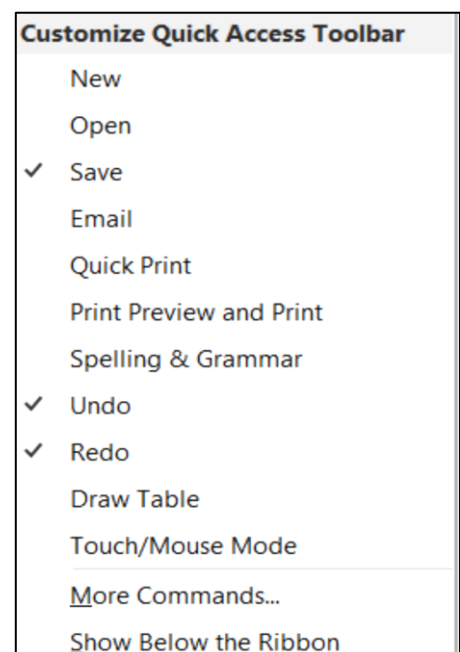 Customize Quick Access Toolbar
New
Open
Save
Email
Quick Print
Print Preview and Print
Spelling & Grammar
Undo
Redo
Draw Table
Touch/Mouse Mode
More Commands...
Show Below the Ribbon